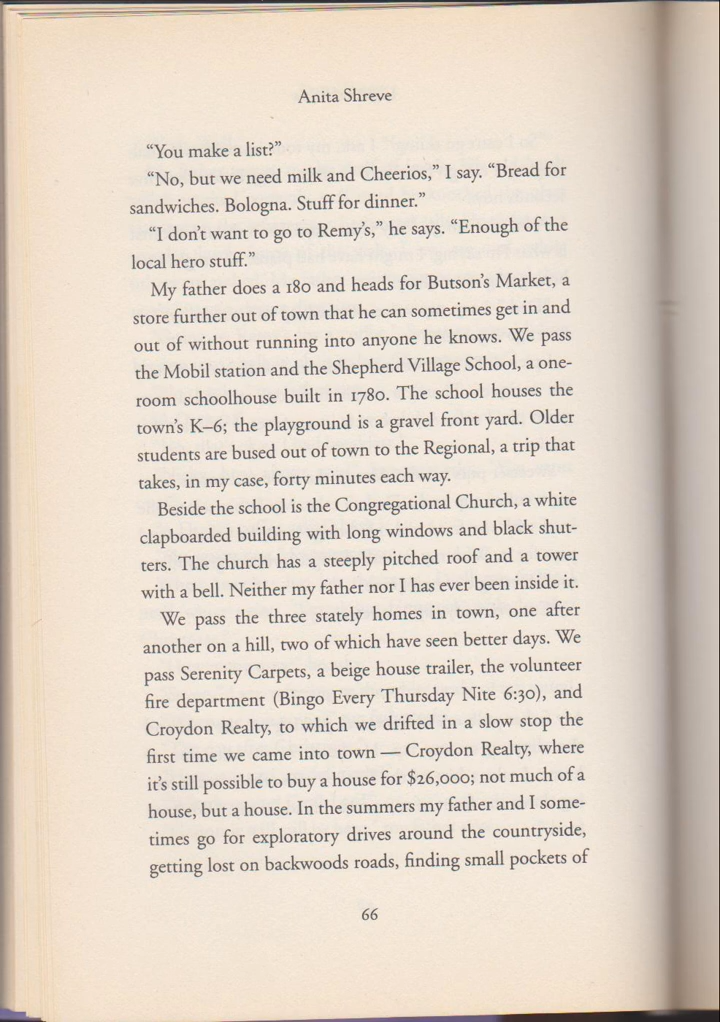 Anita Shreve
“You make a list?”
“No, but we need milk and Cheerios,” I say. “Bread for
sandwiches. Bologna. Stuff for dinner.”
“I don’t want to go to Remy’s,” he says. “Enough of the
local hero stuff.”
My father does a 180 and heads for Butson’s Market, a
store further out of town that he can sometimes get in and
out of without running into anyone he knows. We pass
the Mobil station and the Shepherd Village School, a one-
room schoolhouse built in 1780. The school houses the
town’s K–6; the playground is a gravel front yard. Older
students are bused out of town to the Regional, a trip that
takes, in my case, forty minutes each way.
Beside the school is the Congregational Church, a white
clapboarded building with long windows and black shut-
ters. The church has a steeply pitched roof and a tower
with a bell. Neither my father nor I has ever been inside it.
We pass the three stately homes in town, one after
another on a hill, two of which have seen better days. We
pass Serenity Carpets, a beige house trailer, the volunteer
fire department (Bingo Every Thursday Nite 6:30), and
Croydon Realty, to which we drifted in a slow stop the
first time we came into town — Croydon Realty, where
it’s still possible to buy a house for $26,000; not much of a
house, but a house. In the summers my father and I some-
times go for exploratory drives around the countryside,
getting lost on backwoods roads, finding small pockets of
66